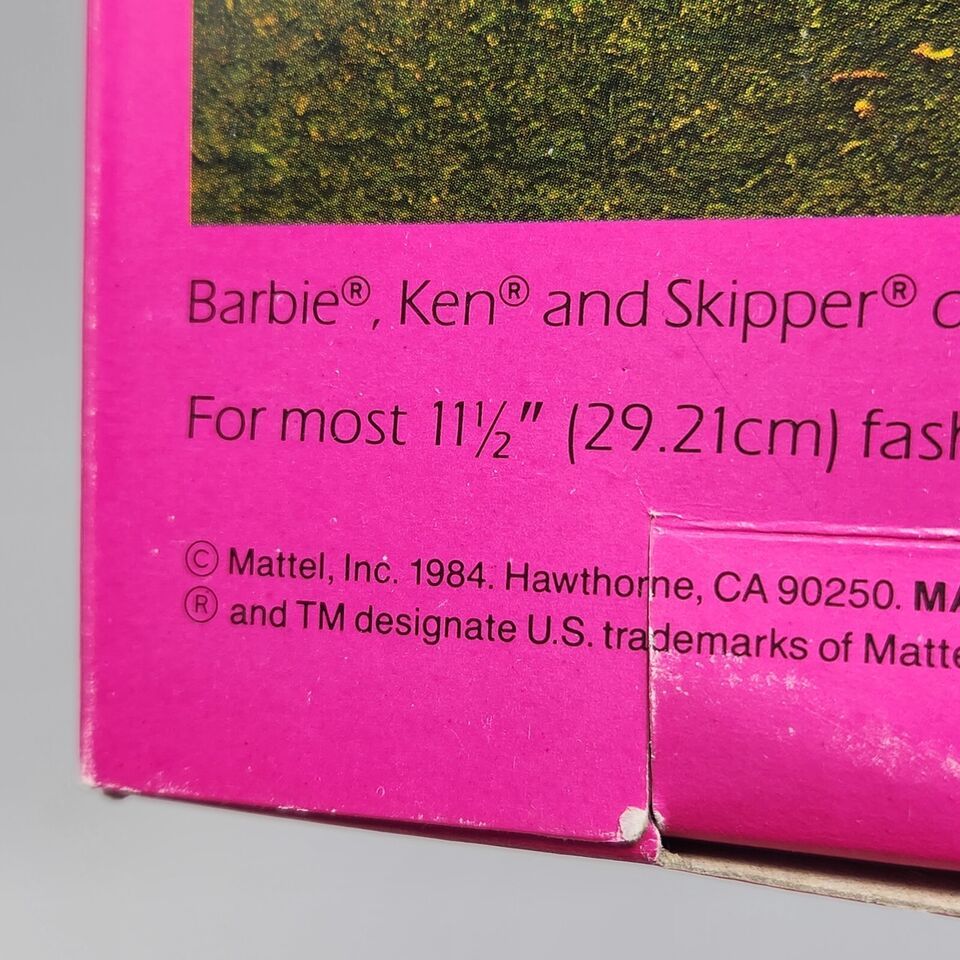 Barbie®, Ken® and Skipper®
For most 11½″ (29.21cm)
© Mattel, Inc. 1984. Hawthorne, CA 90250.
® and TM designate U.S. trademarks of